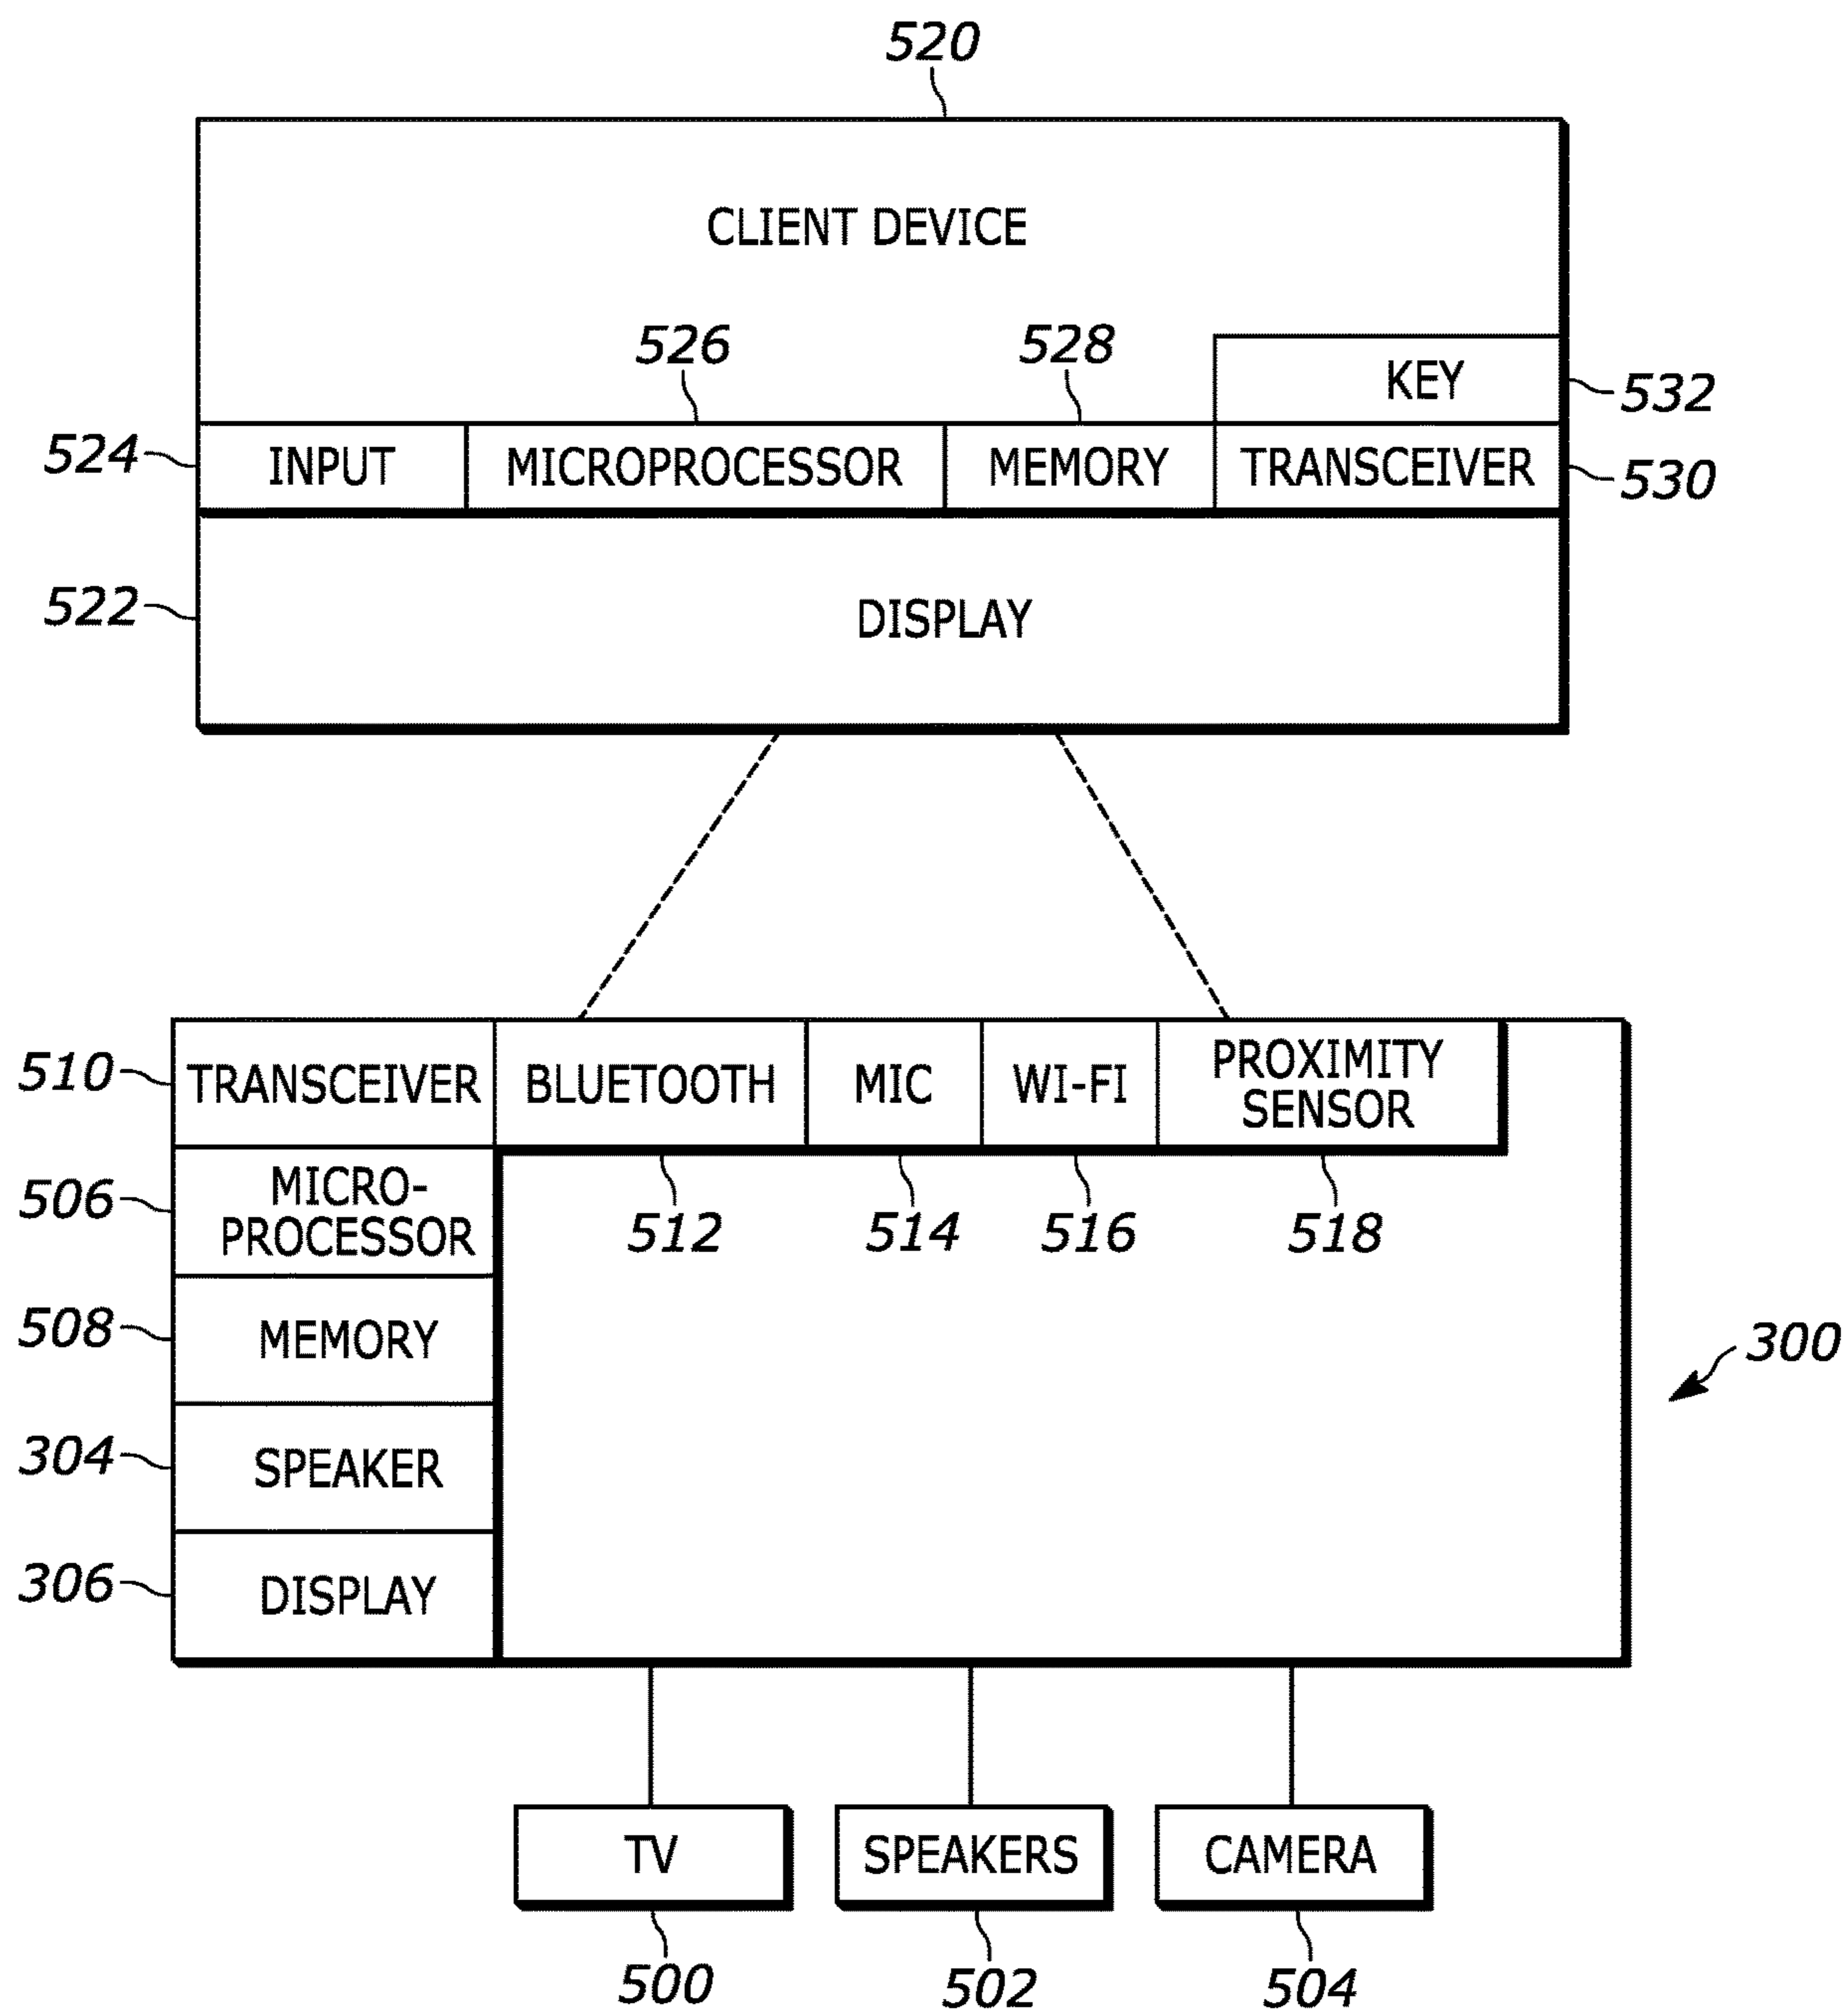 520
CLIENT DEVICE
526
528
KEY
532
524
INPUT
MICROPROCESSOR
MEMORY
TRANSCEIVER
530
522
DISPLAY
510
TRANSCEIVER
BLUETOOTH
MIC
WI-FI
PROXIMITY
SENSOR
506
MICRO-
PROCESSOR
512
514
516
518
508
MEMORY
300
304
SPEAKER
306
DISPLAY
TV
SPEAKERS
CAMERA
500
502
504